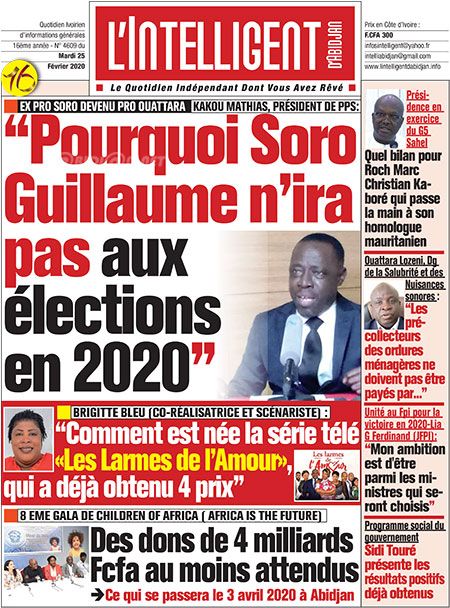 Quotidien Ivoirien
d'informations générales
16ème année - N° 4609 du
Mardi 25
Février 2020
L'INTELLIGENT
D'ABIDJAN
Le Quotidien Indépendant Dont Vous Avez Rêvé
Prix en Côte d'Ivoire :
F.CFA 300
infosintelligent@yahoo.fr
intelliabidjan@gmail.com
www.lintelligentdabidjan.info
EX PRO SORO DEVENU PRO OUATTARA KAKOU MATHIAS, PRÉSIDENT DE PPS:
“Pourquoi Soro
Guillaume n'ira
pas aux
élections
en 2020”
BRIGITTE BLEU (CO-RÉALISATRICE ET SCÉNARISTE) :
“Comment est née la série télé
«Les Larmes de l'Amour»,
qui a déjà obtenu 4 prix”
Les larmes
de l'Amour
8 EME GALA DE CHILDREN OF AFRICA ( AFRICA IS THE FUTURE)
Des dons de 4 milliards
Fcfa au moins attendus
Ce qui se passera le 3 avril 2020 à Abidjan
Prési-
dence en
exercice
du G5
Sahel
Quel bilan pour
Roch Marc
Christian Ka-
boré qui passe
la main à son
homologue
mauritanien
Ouattara Lozeni, Dg
de la Salubrité et des
Nuisances
sonores :
“Les
pré-
collecteurs
des ordures
ménagères ne
doivent pas être
payés par...”
Unité au Fpi pour la
victoire en 2020-Lia
G Ferdinand (JFPI):
“Mon ambition
est d'être
parmi les mi-
nistres qui se-
ront choisis”
Programme social du
gouvernement
Sidi Touré
présente les
résultats positifs
déjà obtenus